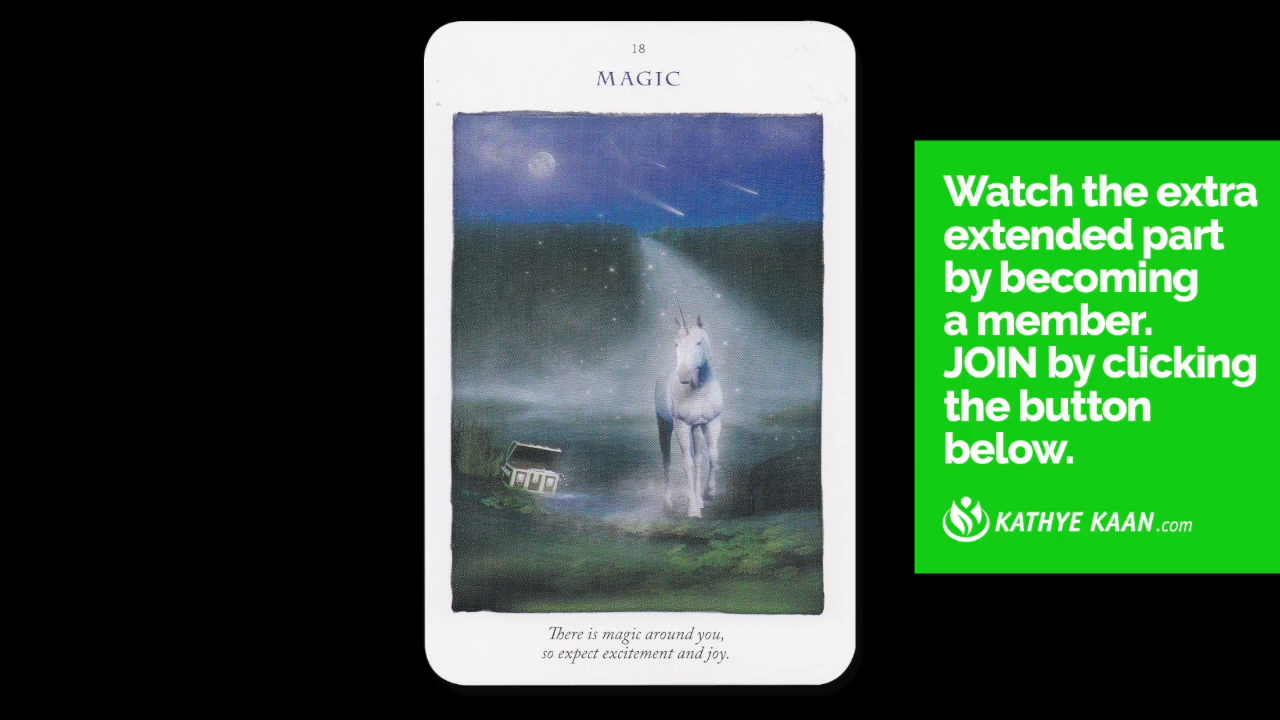 18
MAGIC
There is magic around you,
so expect excitement and joy.
Watch the extra
extended part
by becoming
a member.
JOIN by clicking
the button
below.
KATHYE KAAN.com